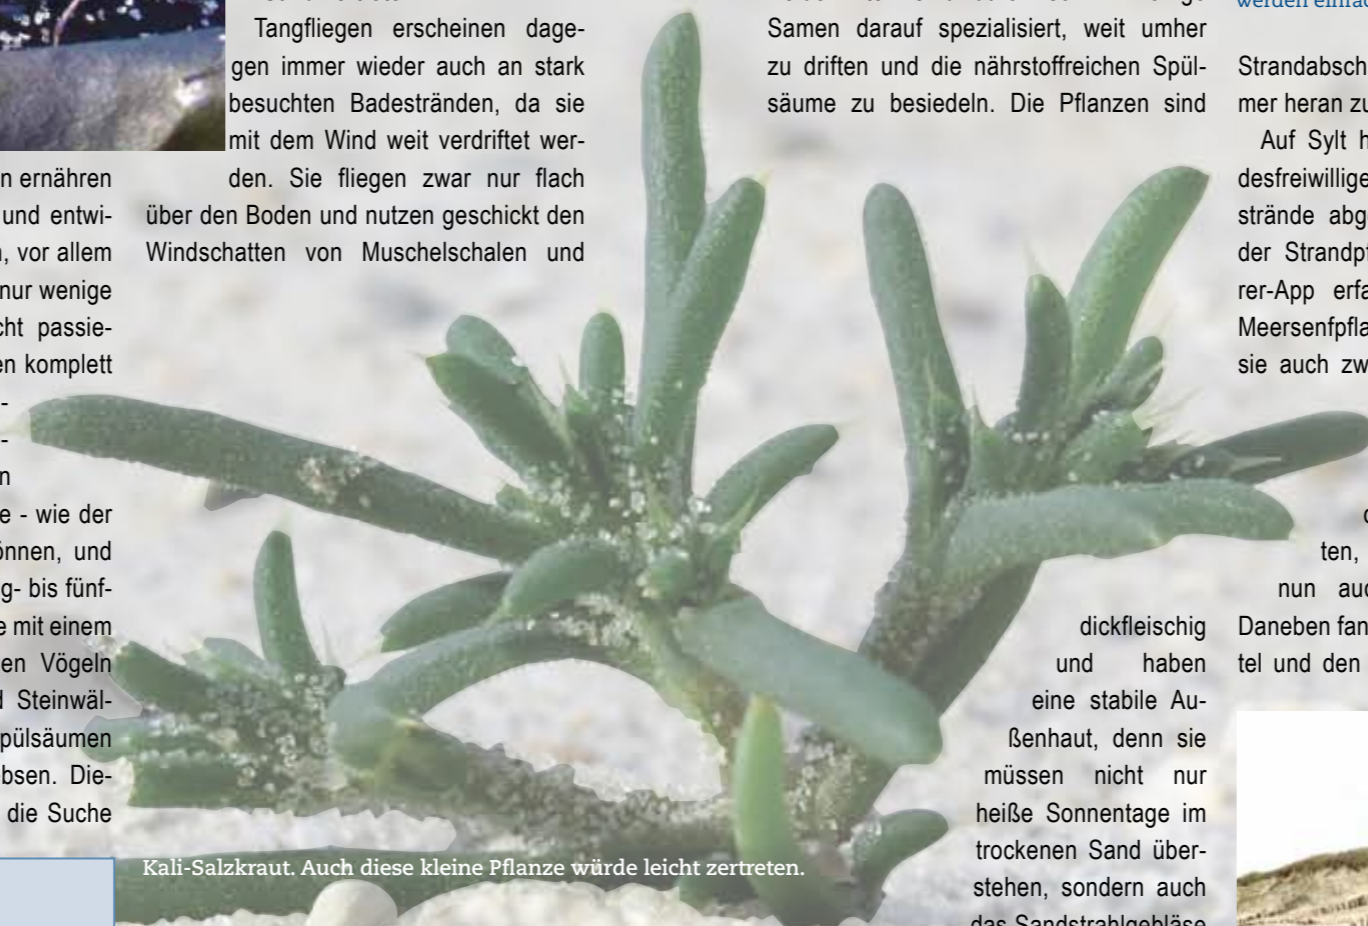 n ernähren
und entwi-
, vor allem
nur wenige
cht passie-
en komplett
-
-
n
e - wie der
önnen, und
g- bis fünf-
e mit einem
en Vögeln
d Steinwäl-
pülsäumen
bsen. Die-
die Suche
Tangfliegen erscheinen dage-
gen immer wieder auch an stark
besuchten Badestränden, da sie
mit dem Wind weit verdriftet wer-
den. Sie fliegen zwar nur flach
über den Boden und nutzen geschickt den
Windschatten von Muschelschalen und
Samen darauf spezialisiert, weit umher
zu driften und die nährstoffreichen Spül-
säume zu besiedeln. Die Pflanzen sind
dickfleischig
und haben
eine stabile Au-
ßenhaut, denn sie
müssen nicht nur
heiße Sonnentage im
trockenen Sand über-
stehen, sondern auch
das Sandstrahlgebläse
werden einfac
Strandabsch
mer heran zu
Auf Sylt h
desfreiwillige
strände abg
der Strandpf
rer-App erfa
Meersenfpfla
sie auch zw
ten,
nun auc
Daneben fan
tel und den
Kali-Salzkraut. Auch diese kleine Pflanze würde leicht zertreten.